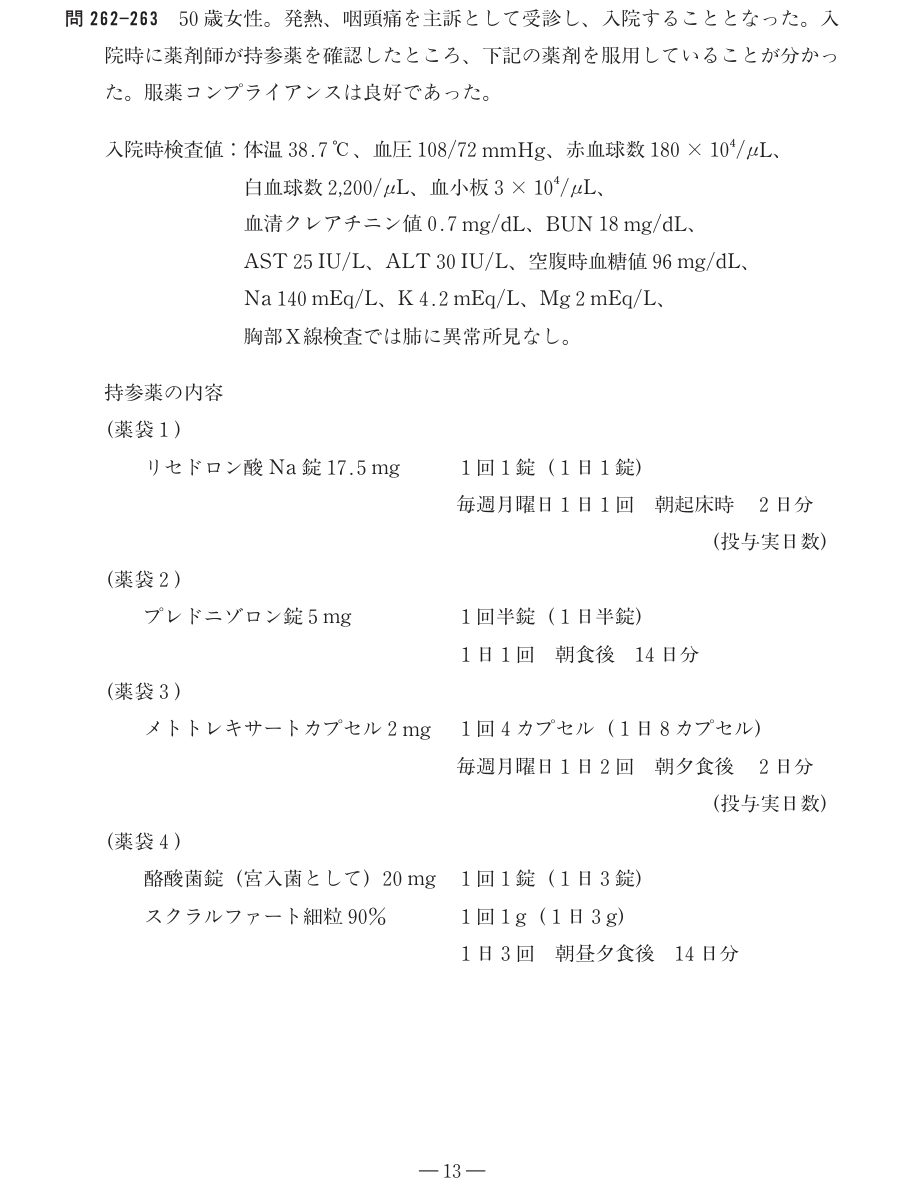 問 262−263　50 歳女性。発熱、咽頭痛を主訴として受診し、入院することとなった。入
院時に薬剤師が持参薬を確認したところ、下記の薬剤を服用していることが分かっ
た。服薬コンプライアンスは良好であった。
入院時検査値：体温 38.7 ℃、血圧 108/72 mmHg、赤血球数 180 × 10⁴/μL、
白血球数 2,200/μL、血小板 3 × 10⁴/μL、
血清クレアチニン値 0.7 mg/dL、BUN 18 mg/dL、
AST 25 IU/L、ALT 30 IU/L、空腹時血糖値 96 mg/dL、
Na 140 mEq/L、K 4.2 mEq/L、Mg 2 mEq/L、
胸部X線検査では肺に異常所見なし。
持参薬の内容
(薬袋 1 )
リセドロン酸 Na 錠 17.5 mg　1 回 1 錠（1 日 1 錠）
毎週月曜日 1 日 1 回　朝起床時　2 日分
(投与実日数)
(薬袋 2 )
プレドニゾロン錠 5 mg　1 回半錠（1 日半錠）
1 日 1 回　朝食後　14 日分
(薬袋 3 )
メトトレキサートカプセル 2 mg　1 回 4 カプセル（1 日 8 カプセル）
毎週月曜日 1 日 2 回　朝夕食後　2 日分
(投与実日数)
(薬袋 4 )
酪酸菌錠（宮入菌として）20 mg　1 回 1 錠（1 日 3 錠）
スクラルファート細粒 90％　1 回 1 g（1 日 3 g）
1 日 3 回　朝昼夕食後　14 日分
— 13 —